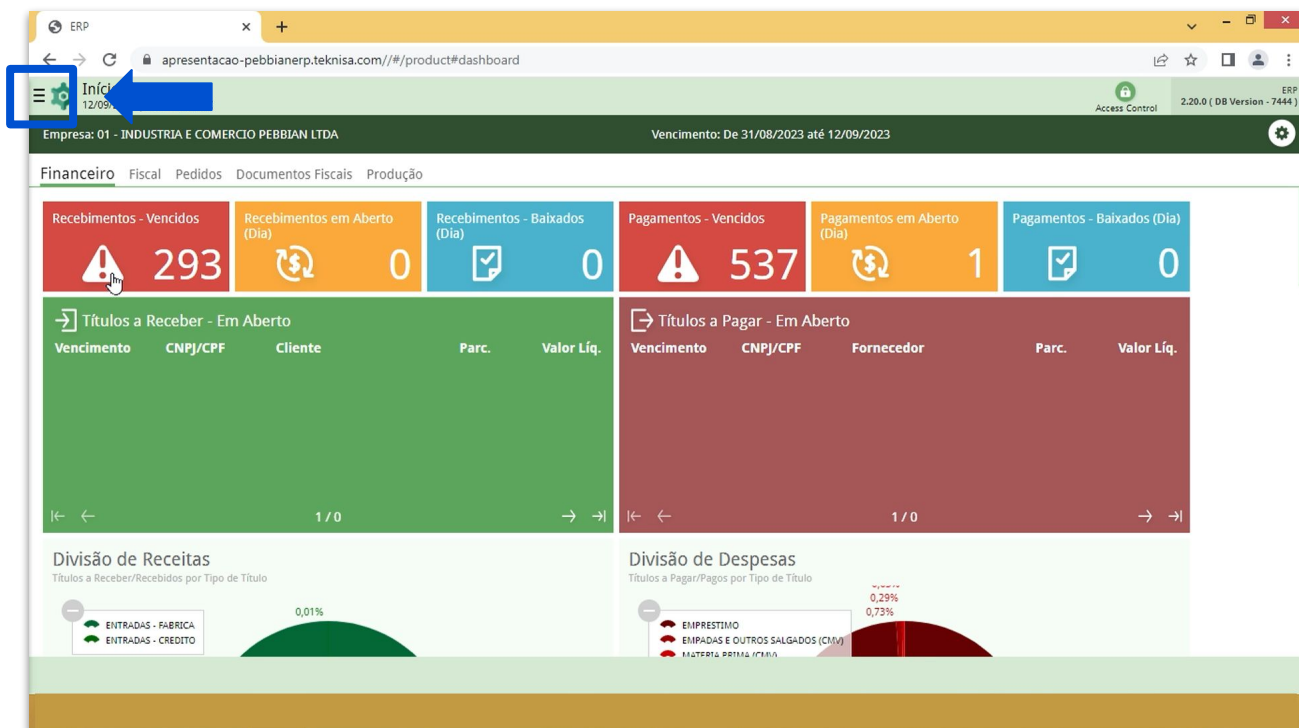 ERP
apresentacao-pebbianerp.teknisa.com//#/product#dashboard
12/09/
Access Control
ERP
2.20.0 ( DB Version - 7444 )
Empresa: 01 - INDUSTRIA E COMERCIO PEBBIAN LTDA
Vencimento: De 31/08/2023 até 12/09/2023
Financeiro Fiscal Pedidos Documentos Fiscais Produção
Recebimentos - Vencidos
293
Recebimentos em Aberto
(Dia)
0
Recebimentos - Baixados
(Dia)
0
Pagamentos - Vencidos
537
Pagamentos em Aberto
(Dia)
1
Pagamentos - Baixados (Dia)
0
Títulos a Receber - Em Aberto
Vencimento CNPJ/CPF Cliente Parc. Valor Líq.
1 / 0
Títulos a Pagar - Em Aberto
Vencimento CNPJ/CPF Fornecedor Parc. Valor Líq.
1 / 0
Divisão de Receitas
Títulos a Receber/Recebidos por Tipo de Título
ENTRADAS - FABRICA
ENTRADAS - CREDITO
0,01%
Divisão de Despesas
Títulos a Pagar/Pagos por Tipo de Título
0,29%
0,73%
EMPRESTIMO
EMPADAS E OUTROS SALGADOS (CMV)
MATERIA PRIMA (CMV)